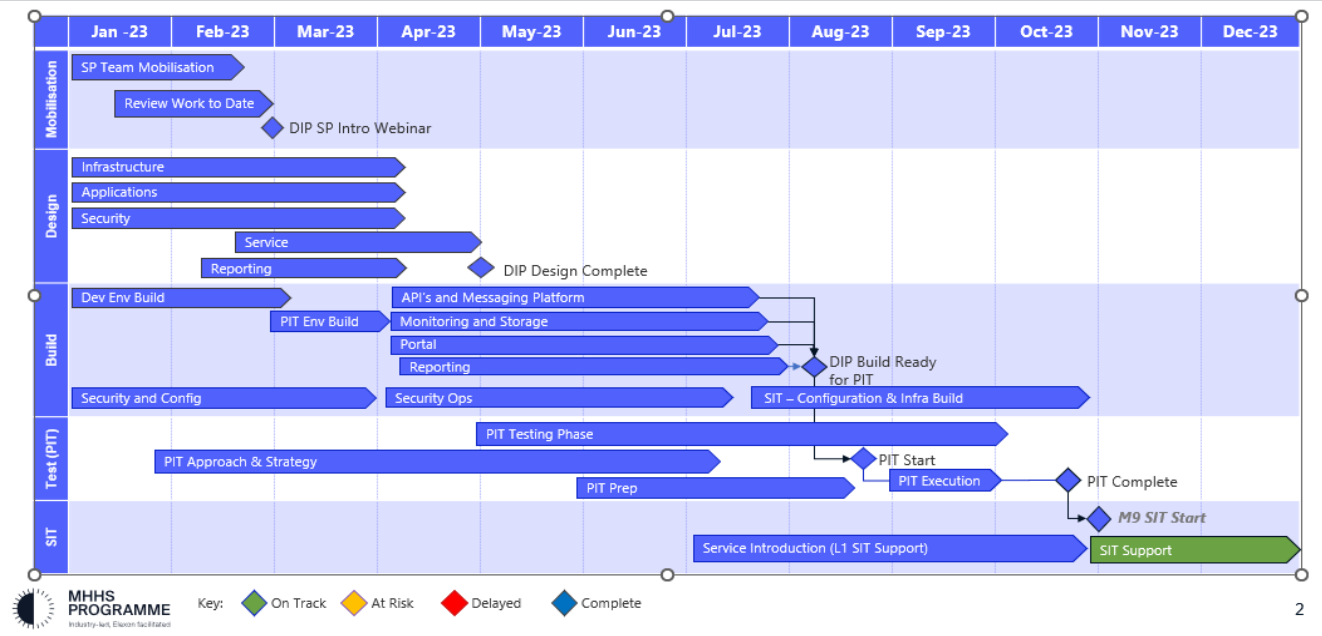 Jan -23 Feb-23 Mar-23 Apr-23 May-23 Jun-23 Jul-23 Aug-23 Sep-23 Oct-23 Nov-23 Dec-23
Mobilisation
SP Team Mobilisation
Review Work to Date
DIP SP Intro Webinar
Design
Infrastructure
Applications
Security
Service
Reporting
DIP Design Complete
Build
Dev Env Build
API's and Messaging Platform
PIT Env Build
Monitoring and Storage
Portal
Reporting
DIP Build Ready
for PIT
Security and Config
Security Ops
SIT – Configuration & Infra Build
Test (PIT)
PIT Testing Phase
PIT Approach & Strategy
PIT Start
PIT Prep
PIT Execution
PIT Complete
SIT
M9 SIT Start
Service Introduction (L1 SIT Support)
SIT Support
MHHS
PROGRAMME
Industry-led, Elexon facilitated
Key: On Track At Risk Delayed Complete
2